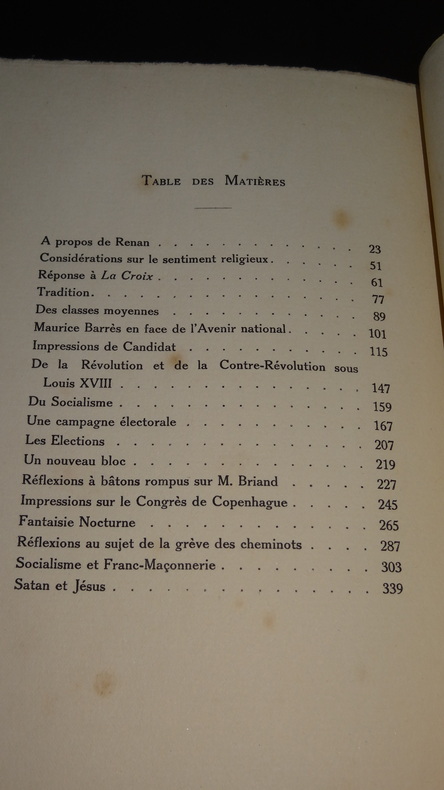 Table des Matières
A propos de Renan . . . . . . . . . . . . . 23
Considérations sur le sentiment religieux. . . . . . 51
Réponse à La Croix . . . . . . . . . . . . . 61
Tradition. . . . . . . . . . . . . . . . 77
Des classes moyennes . . . . . . . . . . . . 89
Maurice Barrès en face de l'Avenir national. . . . . 101
Impressions de Candidat . . . . . . . . . . . 115
De la Révolution et de la Contre-Révolution sous
Louis XVIII . . . . . . . . . . . . . . 147
Du Socialisme . . . . . . . . . . . . . . 159
Une campagne électorale . . . . . . . . . . . 167
Les Elections . . . . . . . . . . . . . . 207
Un nouveau bloc . . . . . . . . . . . . . . 219
Réflexions à bâtons rompus sur M. Briand . . . . . 227
Impressions sur le Congrès de Copenhague . . . . . 245
Fantaisie Nocturne . . . . . . . . . . . . . 265
Réflexions au sujet de la grève des cheminots . . . . 287
Socialisme et Franc-Maçonnerie . . . . . . . . . 303
Satan et Jésus . . . . . . . . . . . . . . 339